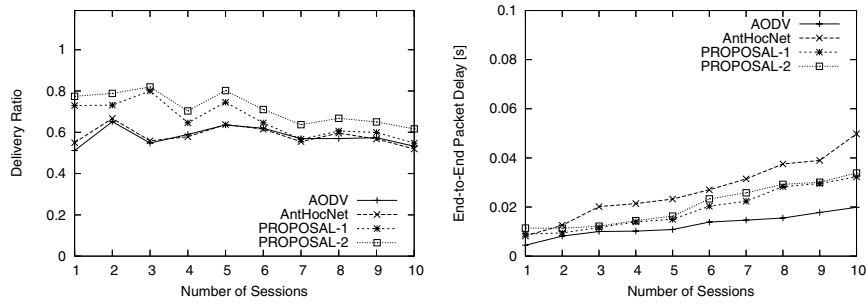 Delivery Ratio
1
0.8
0.6
0.4
0.2
0
AODV
AntHocNet
PROPOSAL-1
PROPOSAL-2
1 2 3 4 5 6 7 8 9 10
Number of Sessions
End-to-End Packet Delay [s]
0.1
0.08
0.06
0.04
0.02
0
AODV
AntHocNet
PROPOSAL-1
PROPOSAL-2
1 2 3 4 5 6 7 8 9 10
Number of Sessions